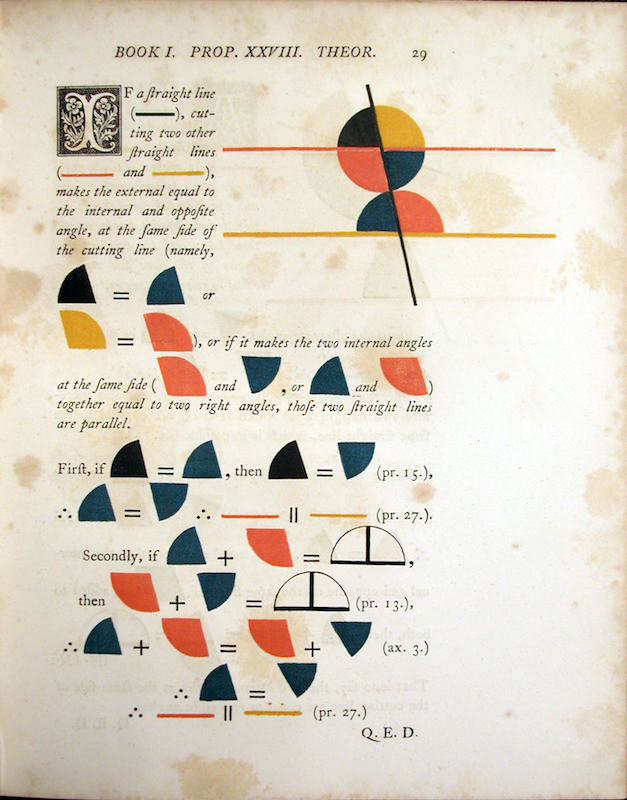 BOOK I. PROP. XXVIII. THEOR. 29
IF a ſtraight line
( ), cut-
ting two other
ſtraight lines
( and ),
makes the external equal to
the internal and oppoſite
angle, at the ſame ſide of
the cutting line (namely,
= or
= ), or if it makes the two internal angles
at the ſame ſide ( and , or and )
together equal to two right angles, thoſe two ſtraight lines
are parallel.
Firſt, if = , then = (pr. 15.),
∴ = ∴ || (pr. 27.).
Secondly, if + = ,
then + = (pr. 13.),
∴ + = + (ax. 3.)
∴ =
∴ || (pr. 27.)
Q. E. D.